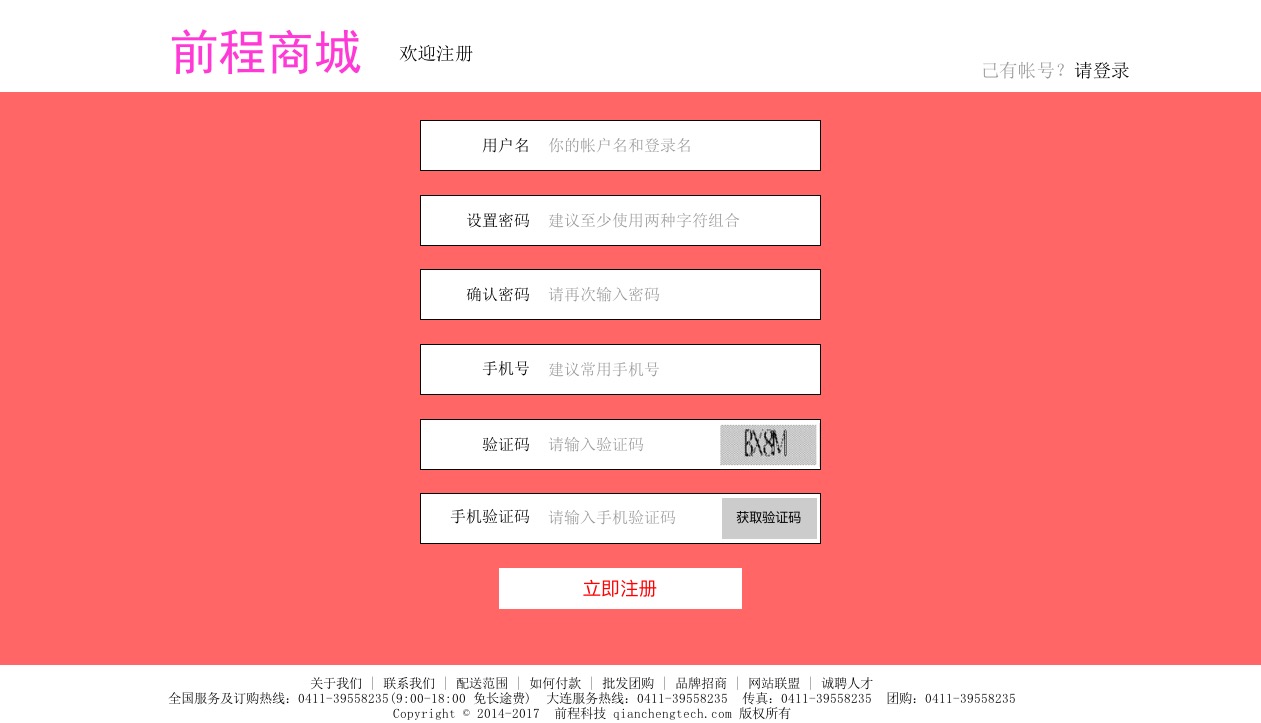 前程商城
欢迎注册
己有帐号？请登录
用户名 你的帐户名和登录名
设置密码 建议至少使用两种字符组合
确认密码 请再次输入密码
手机号 建议常用手机号
验证码 请输入验证码 BX8M
手机验证码 请输入手机验证码 获取验证码
立即注册
关于我们 | 联系我们 | 配送范围 | 如何付款 | 批发团购 | 品牌招商 | 网站联盟 | 诚聘人才
全国服务及订购热线：0411-39558235(9:00-18:00 免长途费) 大连服务热线：0411-39558235 传真：0411-39558235 团购：0411-39558235
Copyright © 2014-2017 前程科技 qianchengtech.com 版权所有